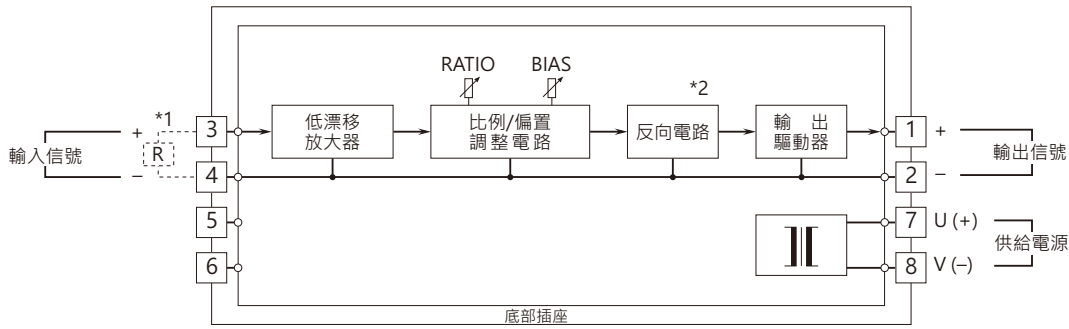 RATIO
BIAS
*2
*1
+
3
低漂移
放大器
比例/偏置
調整電路
反向電路
輸 出
驅動器
1
+
輸入信號
R
輸出信號
–
4
2
–
5
7
U (+)
供給電源
6
8
V (–)
底部插座